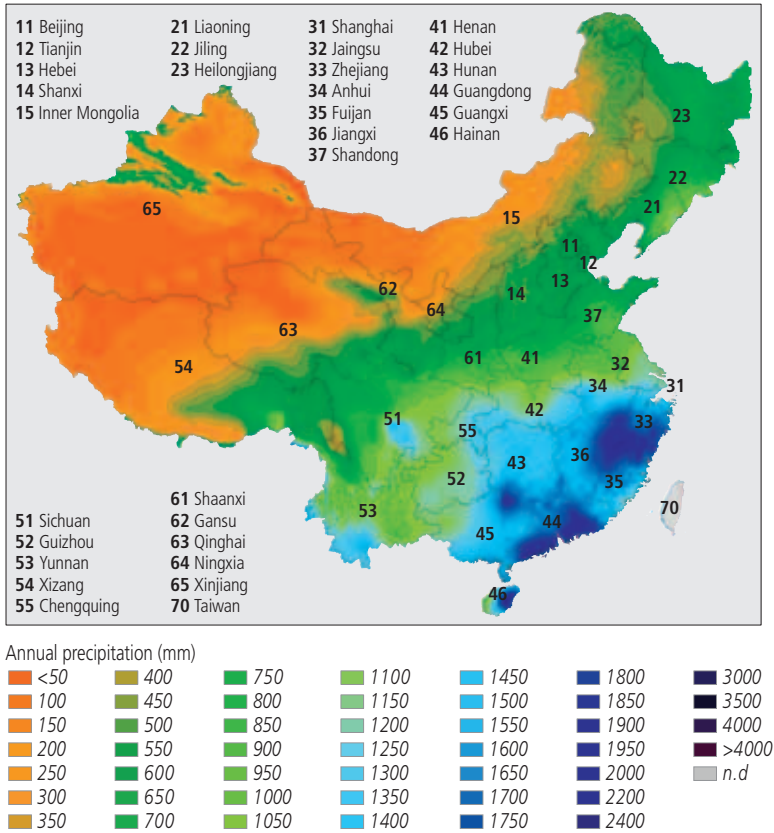 11 Beijing
12 Tianjin
13 Hebei
14 Shanxi
15 Inner Mongolia
21 Liaoning
22 Jiling
23 Heilongjiang
31 Shanghai
32 Jaingsu
33 Zhejiang
34 Anhui
35 Fuijan
36 Jiangxi
37 Shandong
41 Henan
42 Hubei
43 Hunan
44 Guangdong
45 Guangxi
46 Hainan
23
22
21
65
15
11
12
13
62
14
64
37
63
61
41
32
54
34
31
42
51
33
55
36
43
52
35
53
70
44
45
46
51 Sichuan
52 Guizhou
53 Yunnan
54 Xizang
55 Chengquing
61 Shaanxi
62 Gansu
63 Qinghai
64 Ningxia
65 Xinjiang
70 Taiwan
Annual precipitation (mm)
<50
100
150
200
250
300
350
400
450
500
550
600
650
700
750
800
850
900
950
1000
1050
1100
1150
1200
1250
1300
1350
1400
1450
1500
1550
1600
1650
1700
1750
1800
1850
1900
1950
2000
2200
2400
3000
3500
4000
>4000
n.d